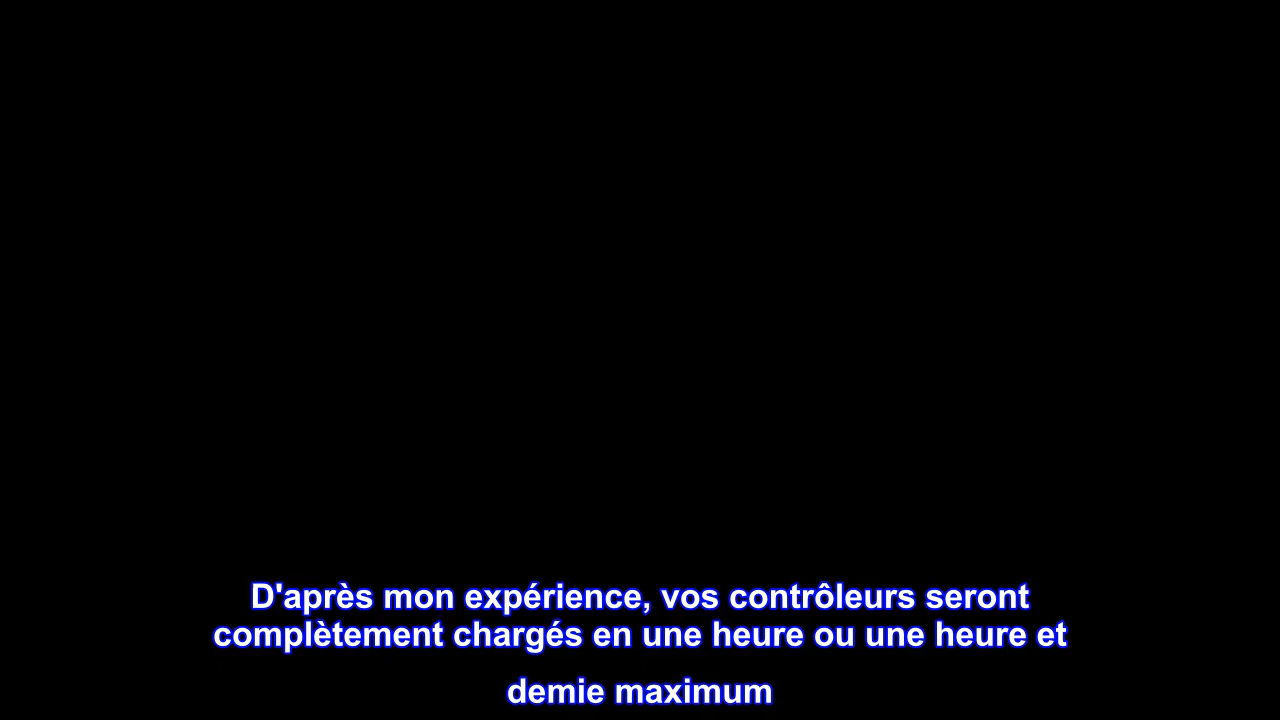 D'après mon expérience, vos contrôleurs seront
complètement chargés en une heure ou une heure et
demie maximum